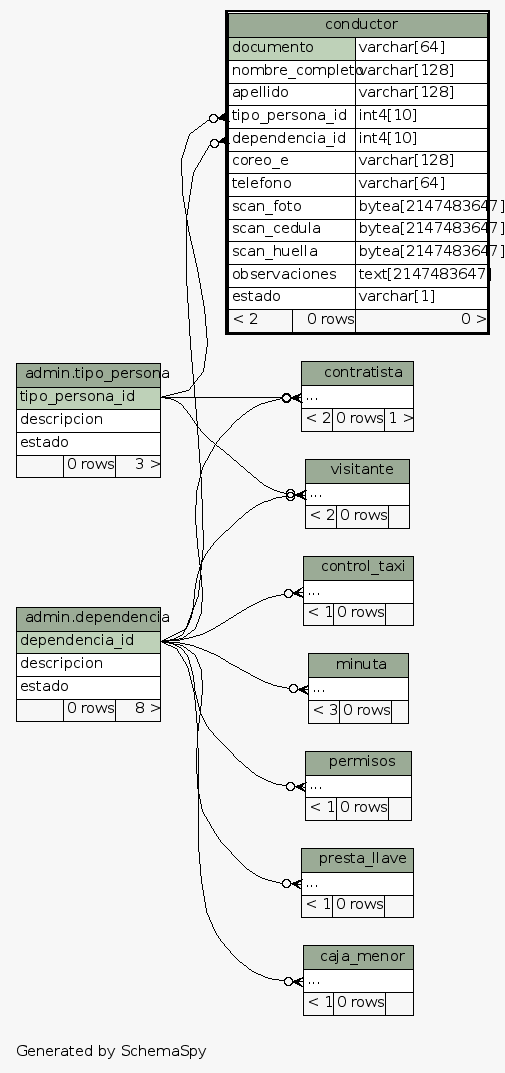 conductor
documento varchar[64]
nombre_completo varchar[128]
apellido varchar[128]
tipo_persona_id int4[10]
dependencia_id int4[10]
coreo_e varchar[128]
telefono varchar[64]
scan_foto bytea[2147483647]
scan_cedula bytea[2147483647]
scan_huella bytea[2147483647]
observaciones text[2147483647]
estado varchar[1]
< 2 0 rows 0 >
admin.tipo_persona
tipo_persona_id
descripcion
estado
0 rows 3 >
contratista
...
< 2 0 rows 1 >
visitante
...
< 2 0 rows
control_taxi
...
< 1 0 rows
admin.dependencia
dependencia_id
descripcion
estado
0 rows 8 >
minuta
...
< 3 0 rows
permisos
...
< 1 0 rows
presta_llave
...
< 1 0 rows
caja_menor
...
< 1 0 rows
Generated by SchemaSpy